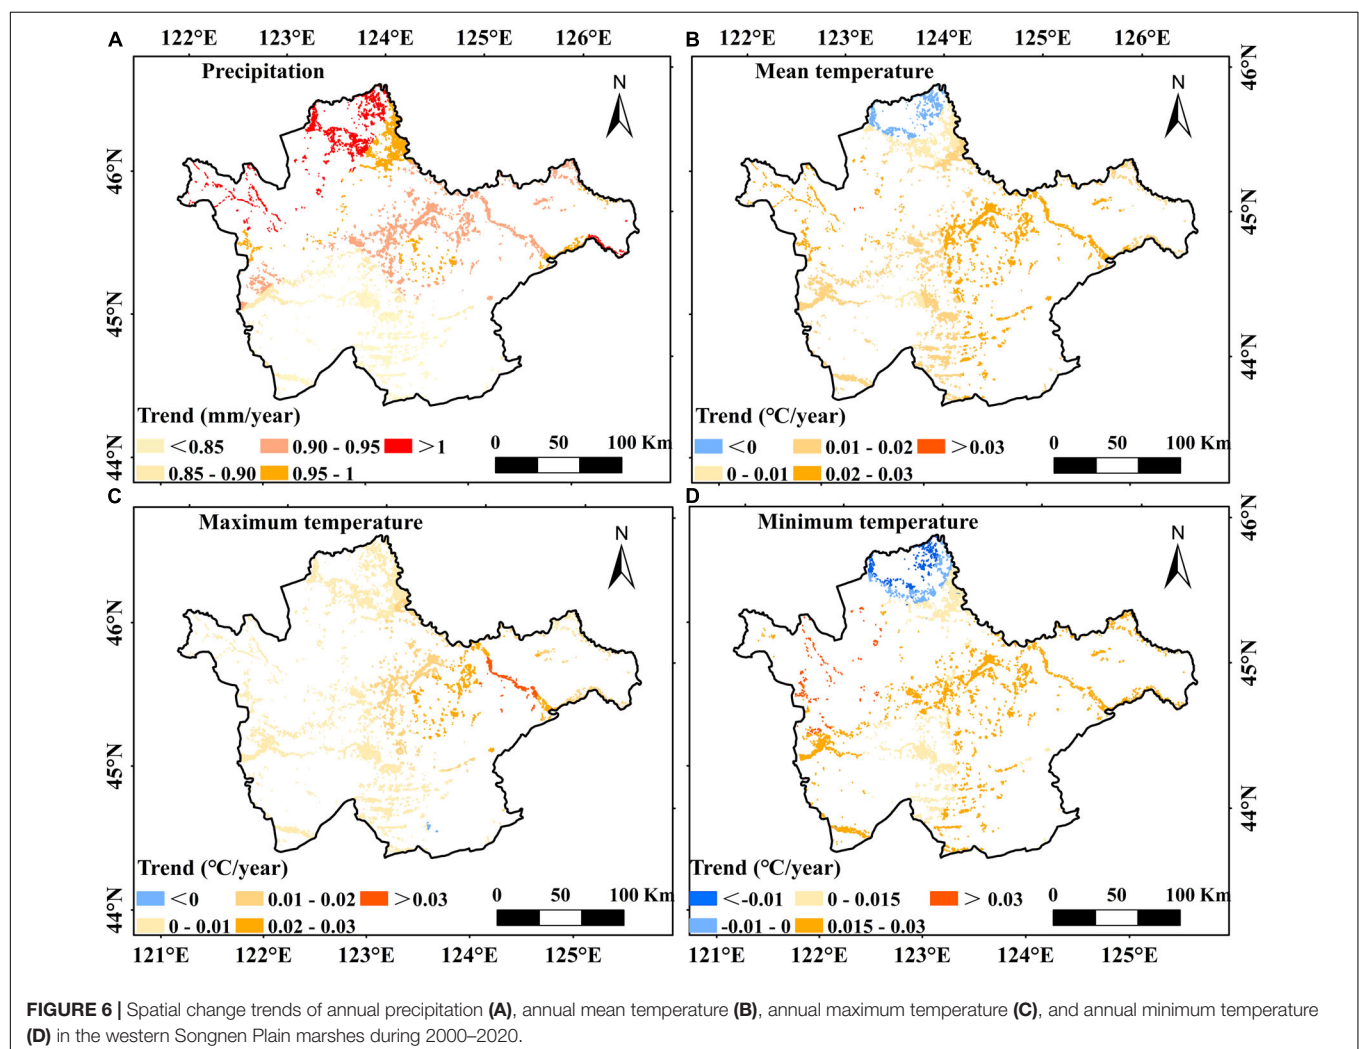 A
122°E 123°E 124°E 125°E 126°E
B
122°E 123°E 124°E 125°E 126°E
Precipitation
N
Mean temperature
N
46°N
46°N
45°N
45°N
44°N
44°N
Trend (mm/year)
<0.85 0.90 - 0.95 >1
0.85 - 0.90 0.95 - 1
0 50 100 Km
Trend (°C/year)
<0 0.01 - 0.02 >0.03
0 - 0.01 0.02 - 0.03
0 50 100 Km
C
D
Maximum temperature
N
Minimum temperature
N
46°N
46°N
45°N
45°N
44°N
44°N
Trend (°C/year)
<0 0.01 - 0.02 >0.03
0 - 0.01 0.02 - 0.03
0 50 100 Km
Trend (°C/year)
<-0.01 0 - 0.015 > 0.03
-0.01 - 0 0.015 - 0.03
0 50 100 Km
121°E 122°E 123°E 124°E 125°E
121°E 122°E 123°E 124°E 125°E
FIGURE 6 | Spatial change trends of annual precipitation (A), annual mean temperature (B), annual maximum temperature (C), and annual minimum temperature
(D) in the western Songnen Plain marshes during 2000–2020.